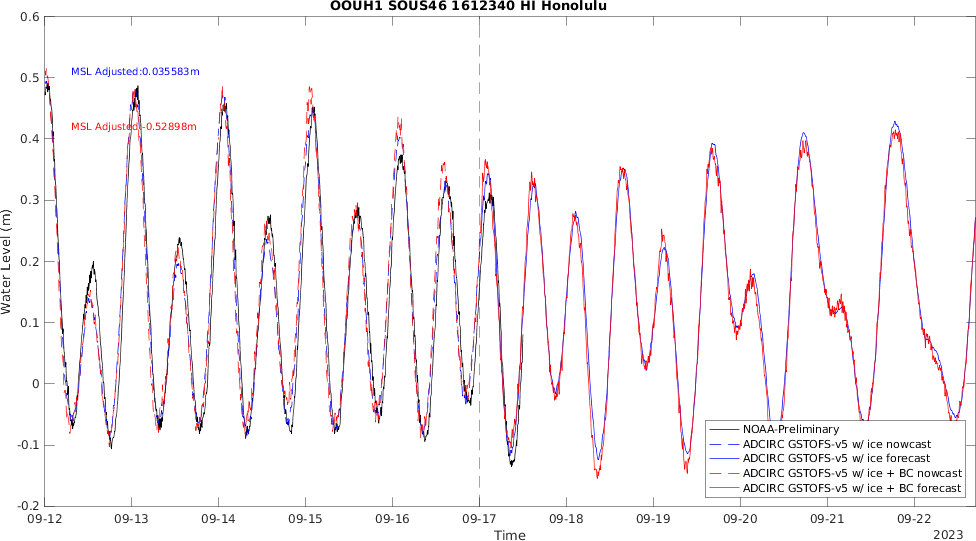 OOUH1 SOUS46 1612340 HI Honolulu
0.6
0.5
0.4
0.3
0.2
0.1
0
-0.1
-0.2
Water Level (m)
MSL Adjusted:0.035583m
MSL Adjusted:-0.52898m
NOAA-Preliminary
ADCIRC GSTOFS-v5 w/ ice nowcast
ADCIRC GSTOFS-v5 w/ ice forecast
ADCIRC GSTOFS-v5 w/ ice + BC nowcast
ADCIRC GSTOFS-v5 w/ ice + BC forecast
09-12 09-13 09-14 09-15 09-16 09-17 09-18 09-19 09-20 09-21 09-22
Time
2023